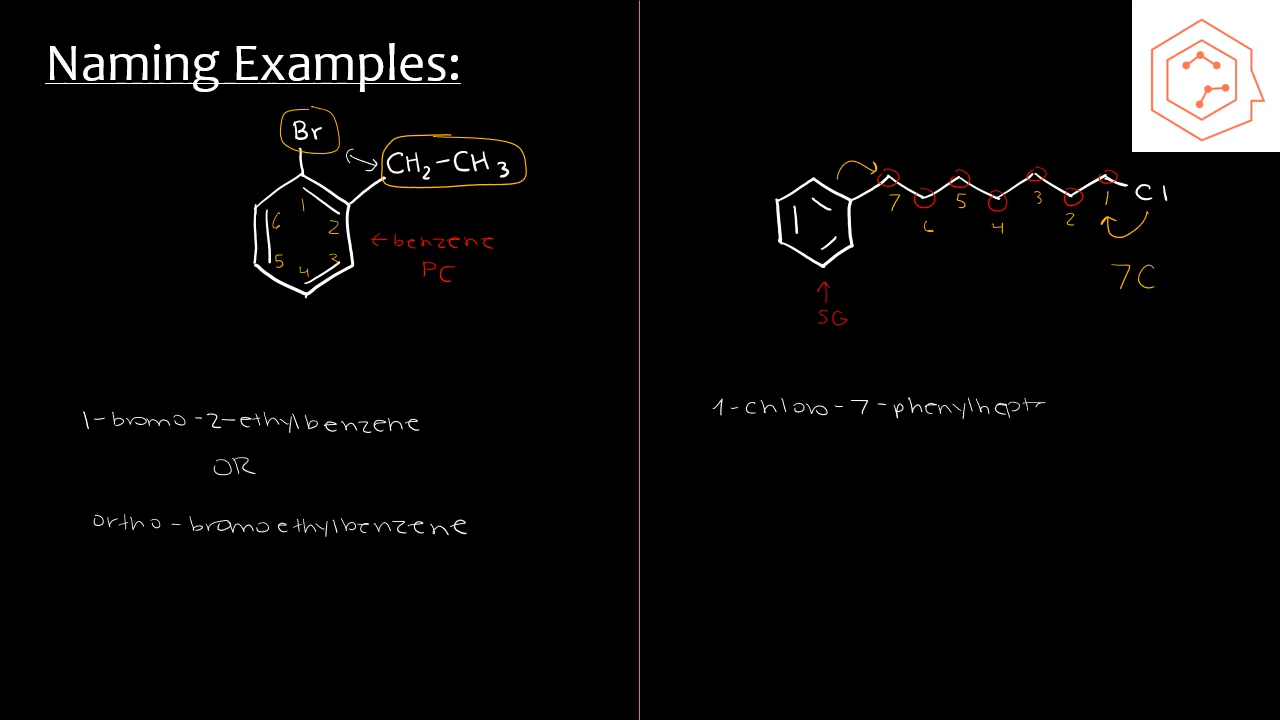 Naming Examples:
Br
CH2-CH3
1
2
3
4
5
6
←benzene
PC
1-bromo-2-ethylbenzene
OR
ortho-bromoethylbenzene
7
6
5
4
3
2
1
Cl
7C
↑
SG
1-chloro-7-phenylhept